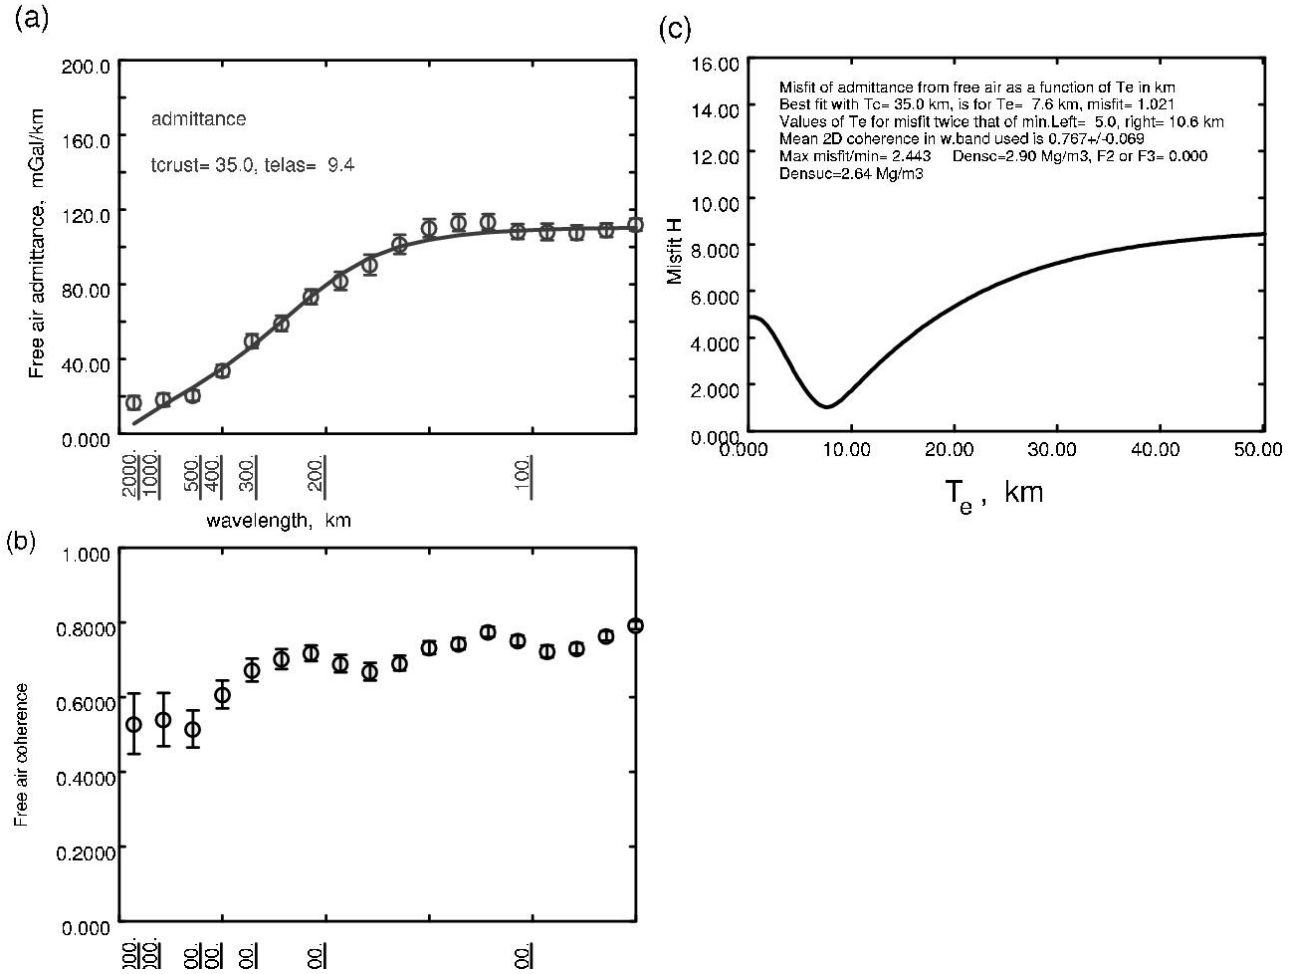 (a)
200.0
160.0
120.0
80.00
40.00
0.000
Free air admittance, mGal/km
admittance
tcrust= 35.0, telas= 9.4
2000. 1000. 500. 400. 300. 200. 100.
wavelength, km
(c)
16.00
14.00
12.00
10.00
8.000
6.000
4.000
2.000
0.000
Misfit H
Misfit of admittance from free air as a function of Te in km
Best fit with Tc= 35.0 km, is for Te= 7.6 km, misfit= 1.021
Values of Te for misfit twice that of min.Left= 5.0, right= 10.6 km
Mean 2D coherence in w.band used is 0.767+/-0.069
Max misfit/min= 2.443 Densc=2.90 Mg/m3, F2 or F3= 0.000
Densuc=2.64 Mg/m3
0.000 10.00 20.00 30.00 40.00 50.00
Te , km
(b)
1.000
0.8000
0.6000
0.4000
0.2000
0.000
Free air coherence